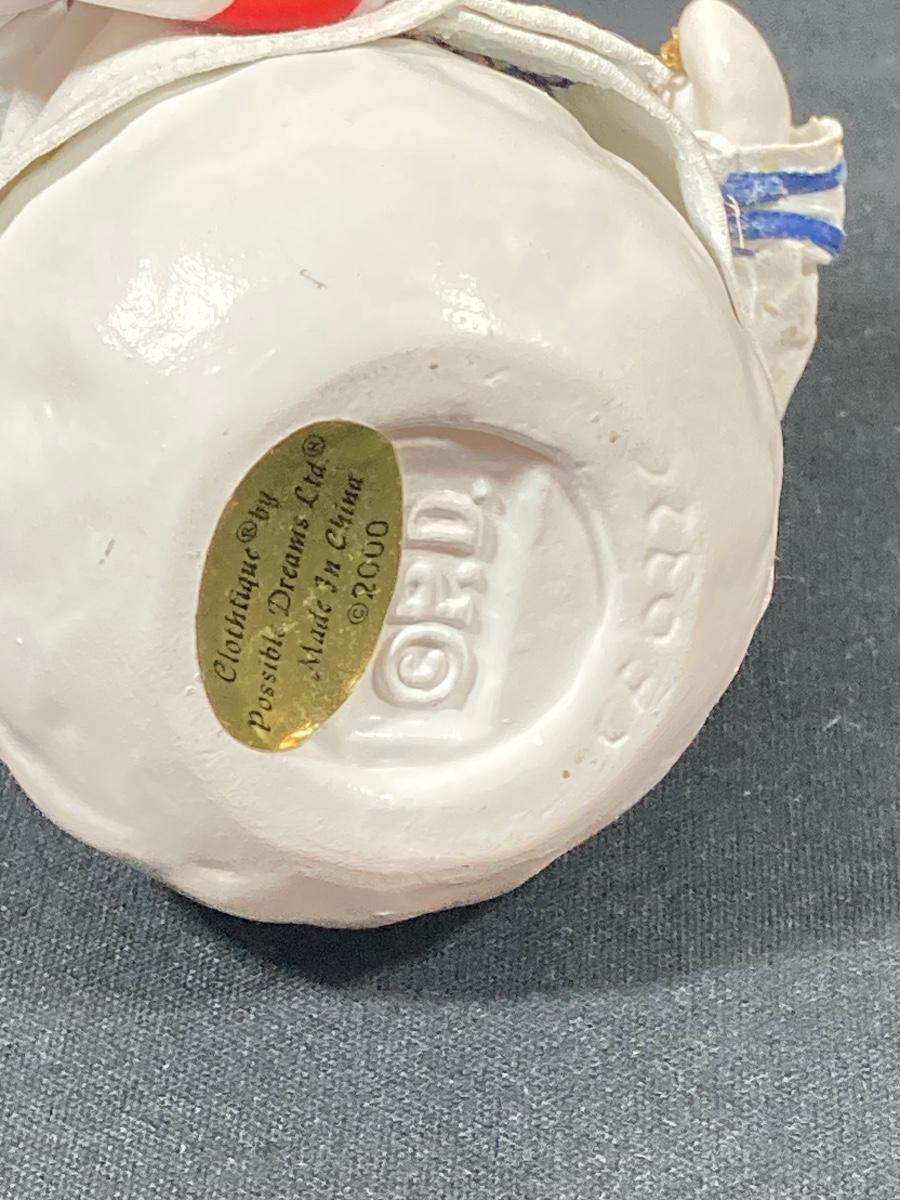 Clothtique® by
Possible Dreams Ltd®
Made In China
©2000
© P.D.